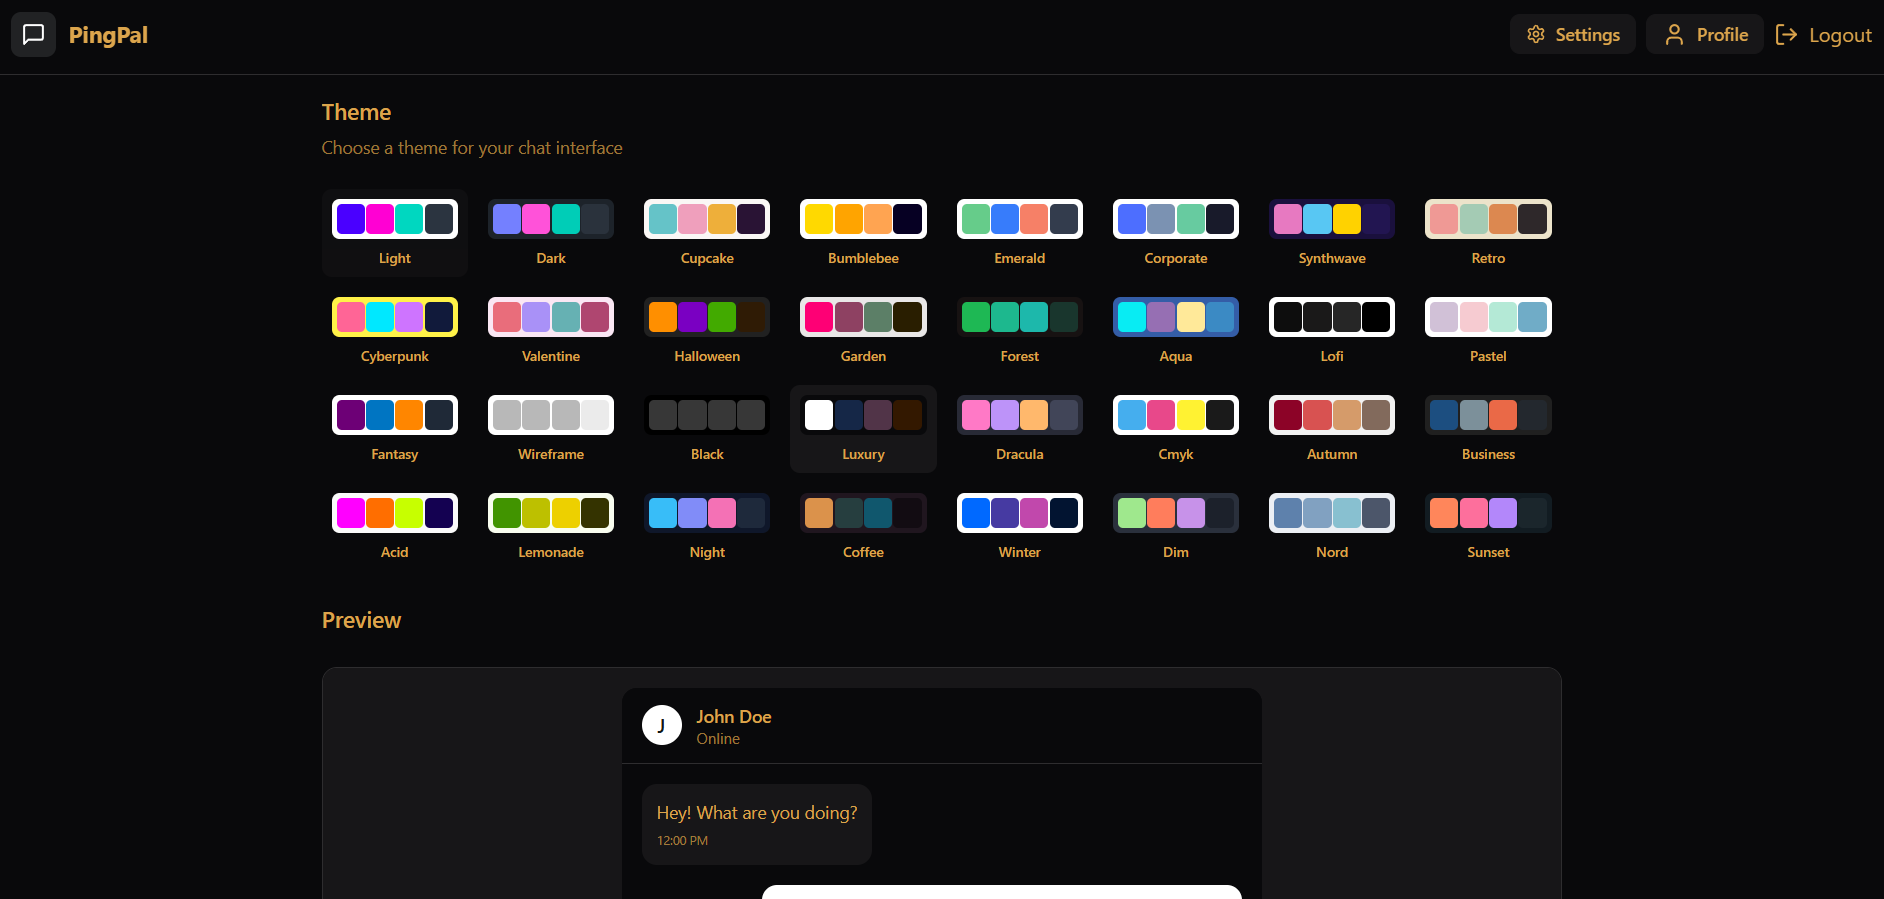 PingPal
Settings
Profile
Logout
Theme
Choose a theme for your chat interface
Light
Dark
Cupcake
Bumblebee
Emerald
Corporate
Synthwave
Retro
Cyberpunk
Valentine
Halloween
Garden
Forest
Aqua
Lofi
Pastel
Fantasy
Wireframe
Black
Luxury
Dracula
Cmyk
Autumn
Business
Acid
Lemonade
Night
Coffee
Winter
Dim
Nord
Sunset
Preview
J
John Doe
Online
Hey! What are you doing?
12:00 PM